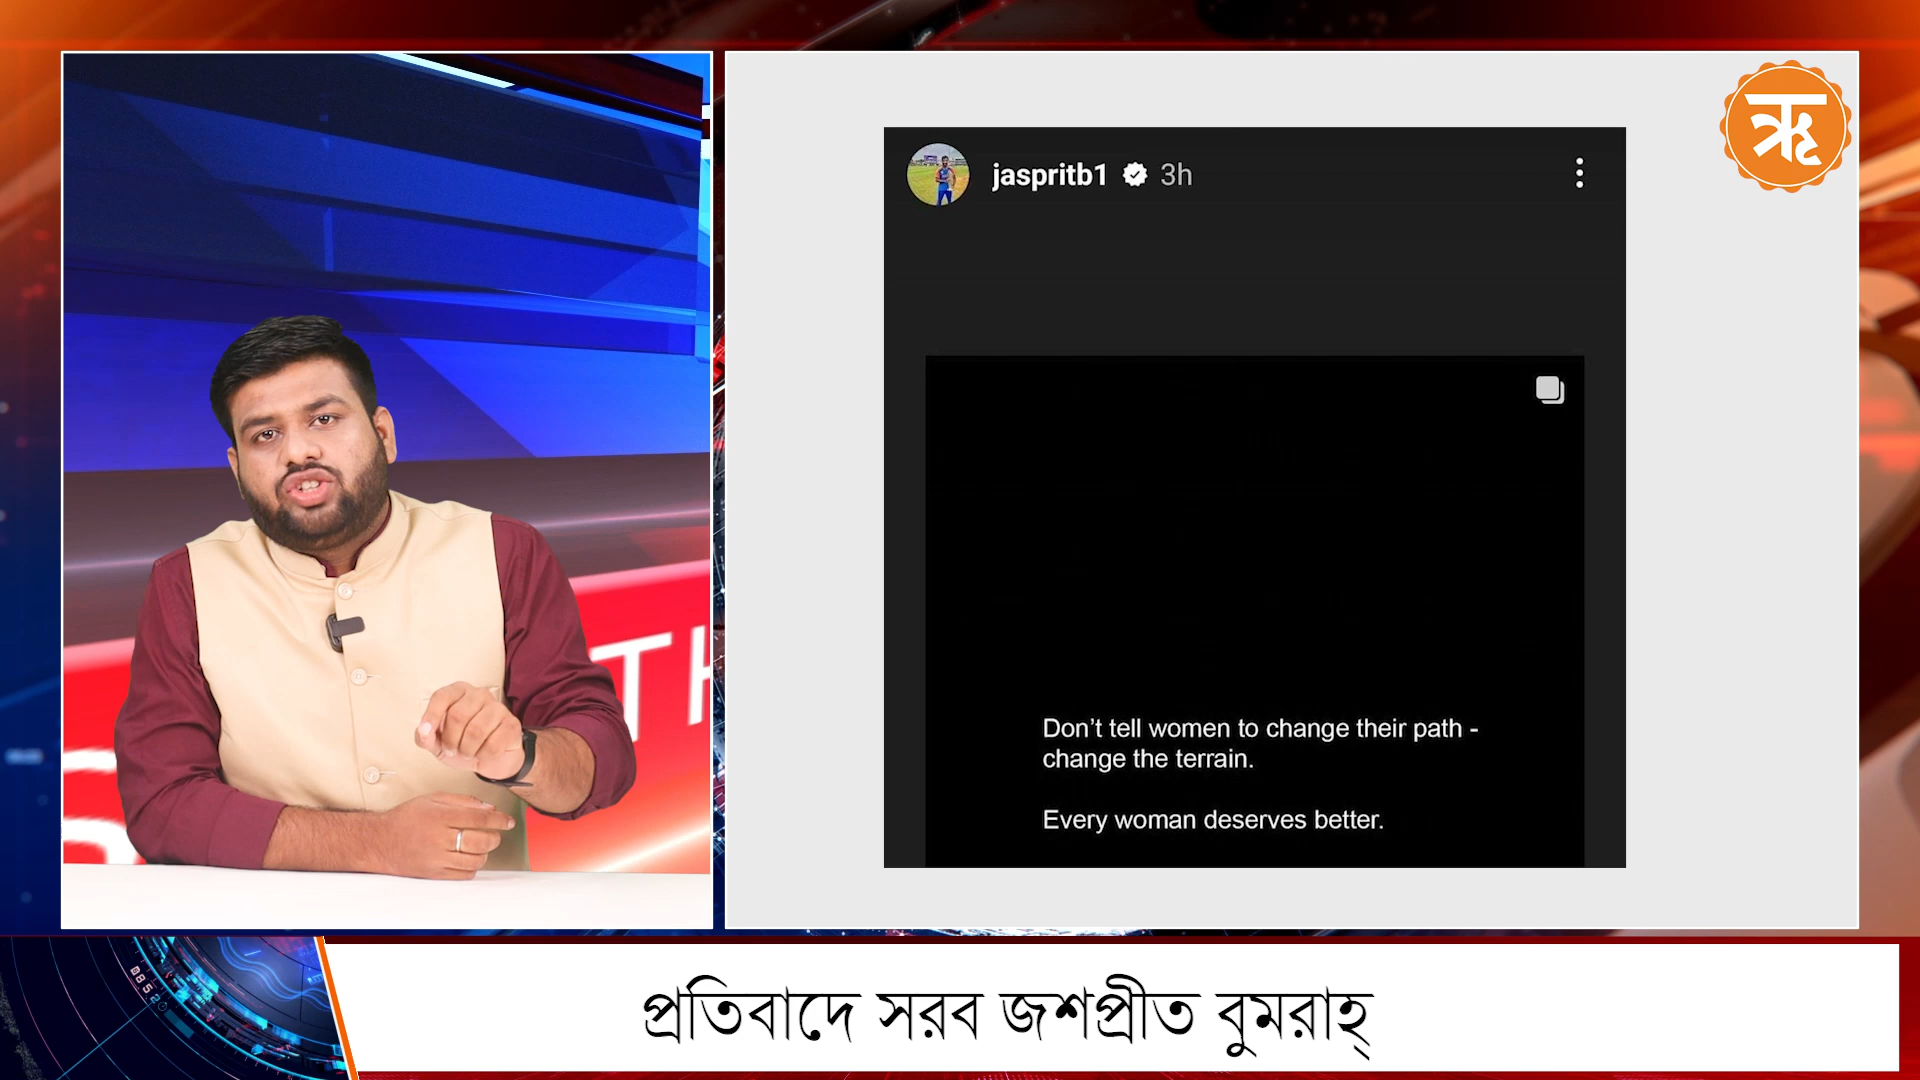 ঋ
jaspritb1 3h
Don't tell women to change their path -
change the terrain.
Every woman deserves better.
TH
প্রতিবাদে সরব জশপ্রীত বুমরাহ্